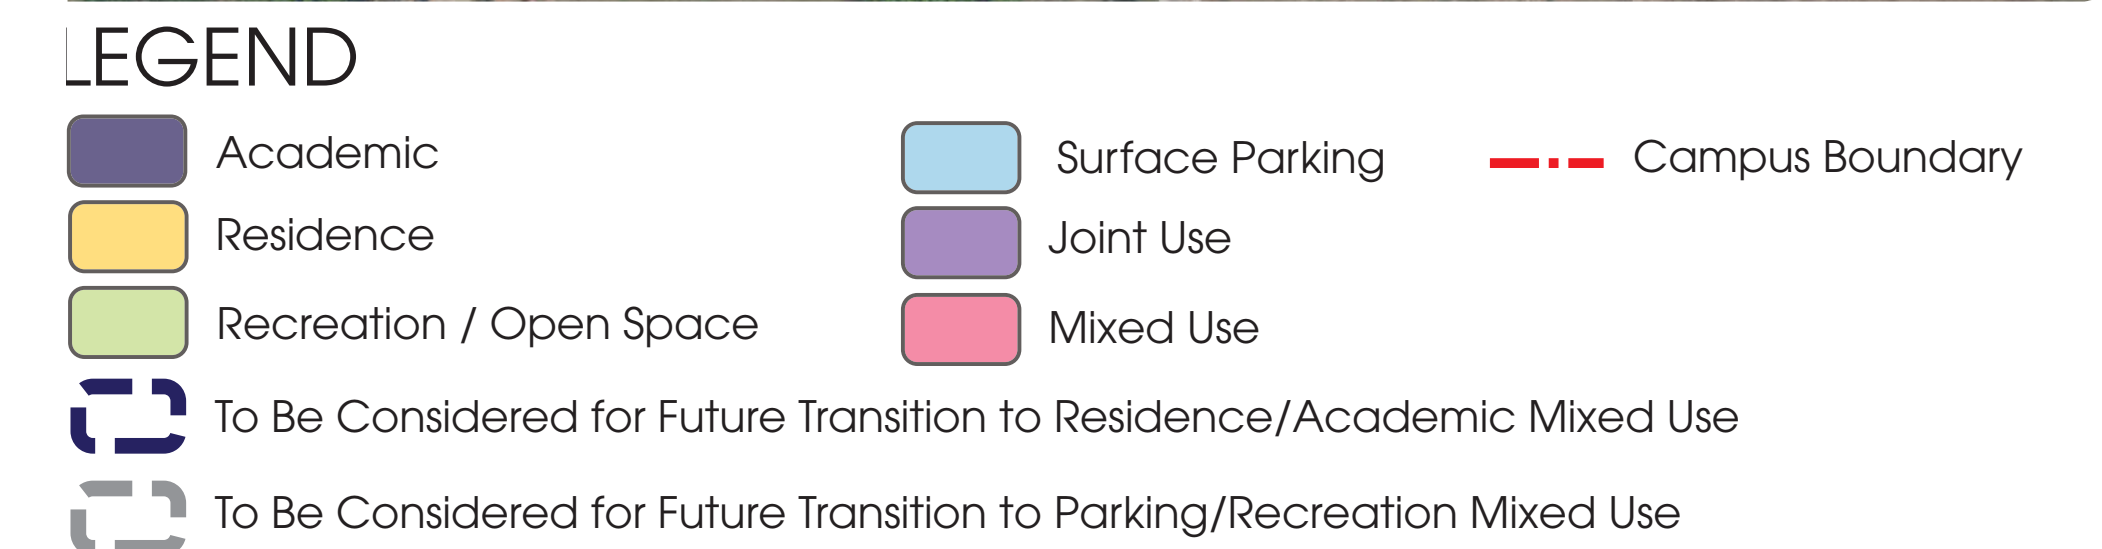 LEGEND
Academic
Residence
Recreation / Open Space
Surface Parking
Joint Use
Mixed Use
Campus Boundary
To Be Considered for Future Transition to Residence/Academic Mixed Use
To Be Considered for Future Transition to Parking/Recreation Mixed Use